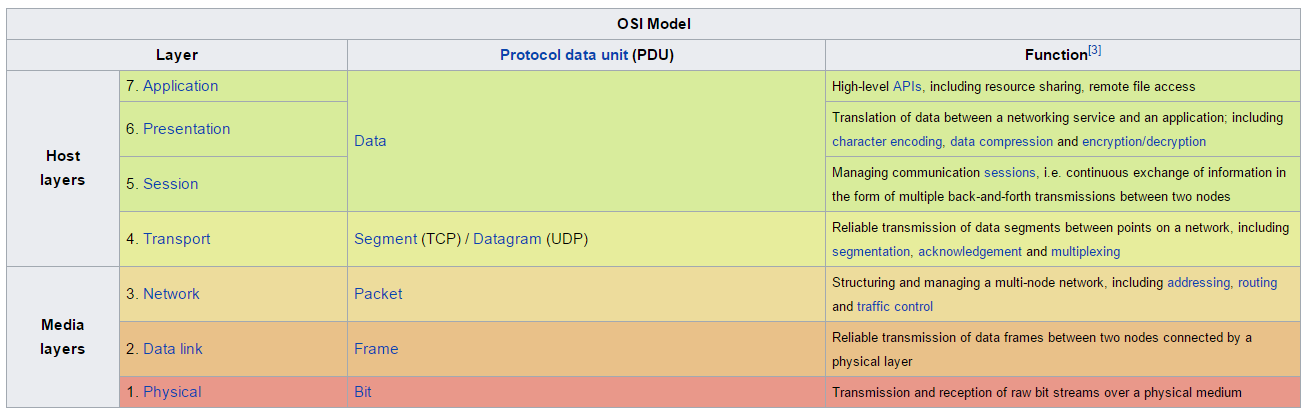 OSI Model
Layer
Protocol data unit (PDU)
Function[3]
Host
layers
7. Application
Data
High-level APIs, including resource sharing, remote file access
6. Presentation
Translation of data between a networking service and an application; including
character encoding, data compression and encryption/decryption
5. Session
Managing communication sessions, i.e. continuous exchange of information in
the form of multiple back-and-forth transmissions between two nodes
4. Transport
Segment (TCP) / Datagram (UDP)
Reliable transmission of data segments between points on a network, including
segmentation, acknowledgement and multiplexing
Media
layers
3. Network
Packet
Structuring and managing a multi-node network, including addressing, routing
and traffic control
2. Data link
Frame
Reliable transmission of data frames between two nodes connected by a
physical layer
1. Physical
Bit
Transmission and reception of raw bit streams over a physical medium